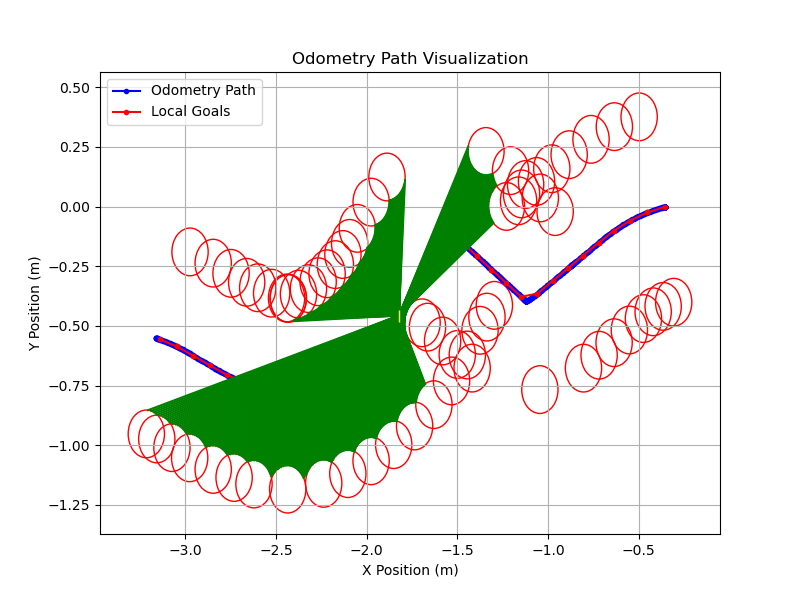 Odometry Path Visualization
Odometry Path
Local Goals
Y Position (m)
0.50
0.25
0.00
−0.25
−0.50
−0.75
−1.00
−1.25
−3.0 −2.5 −2.0 −1.5 −1.0 −0.5
X Position (m)